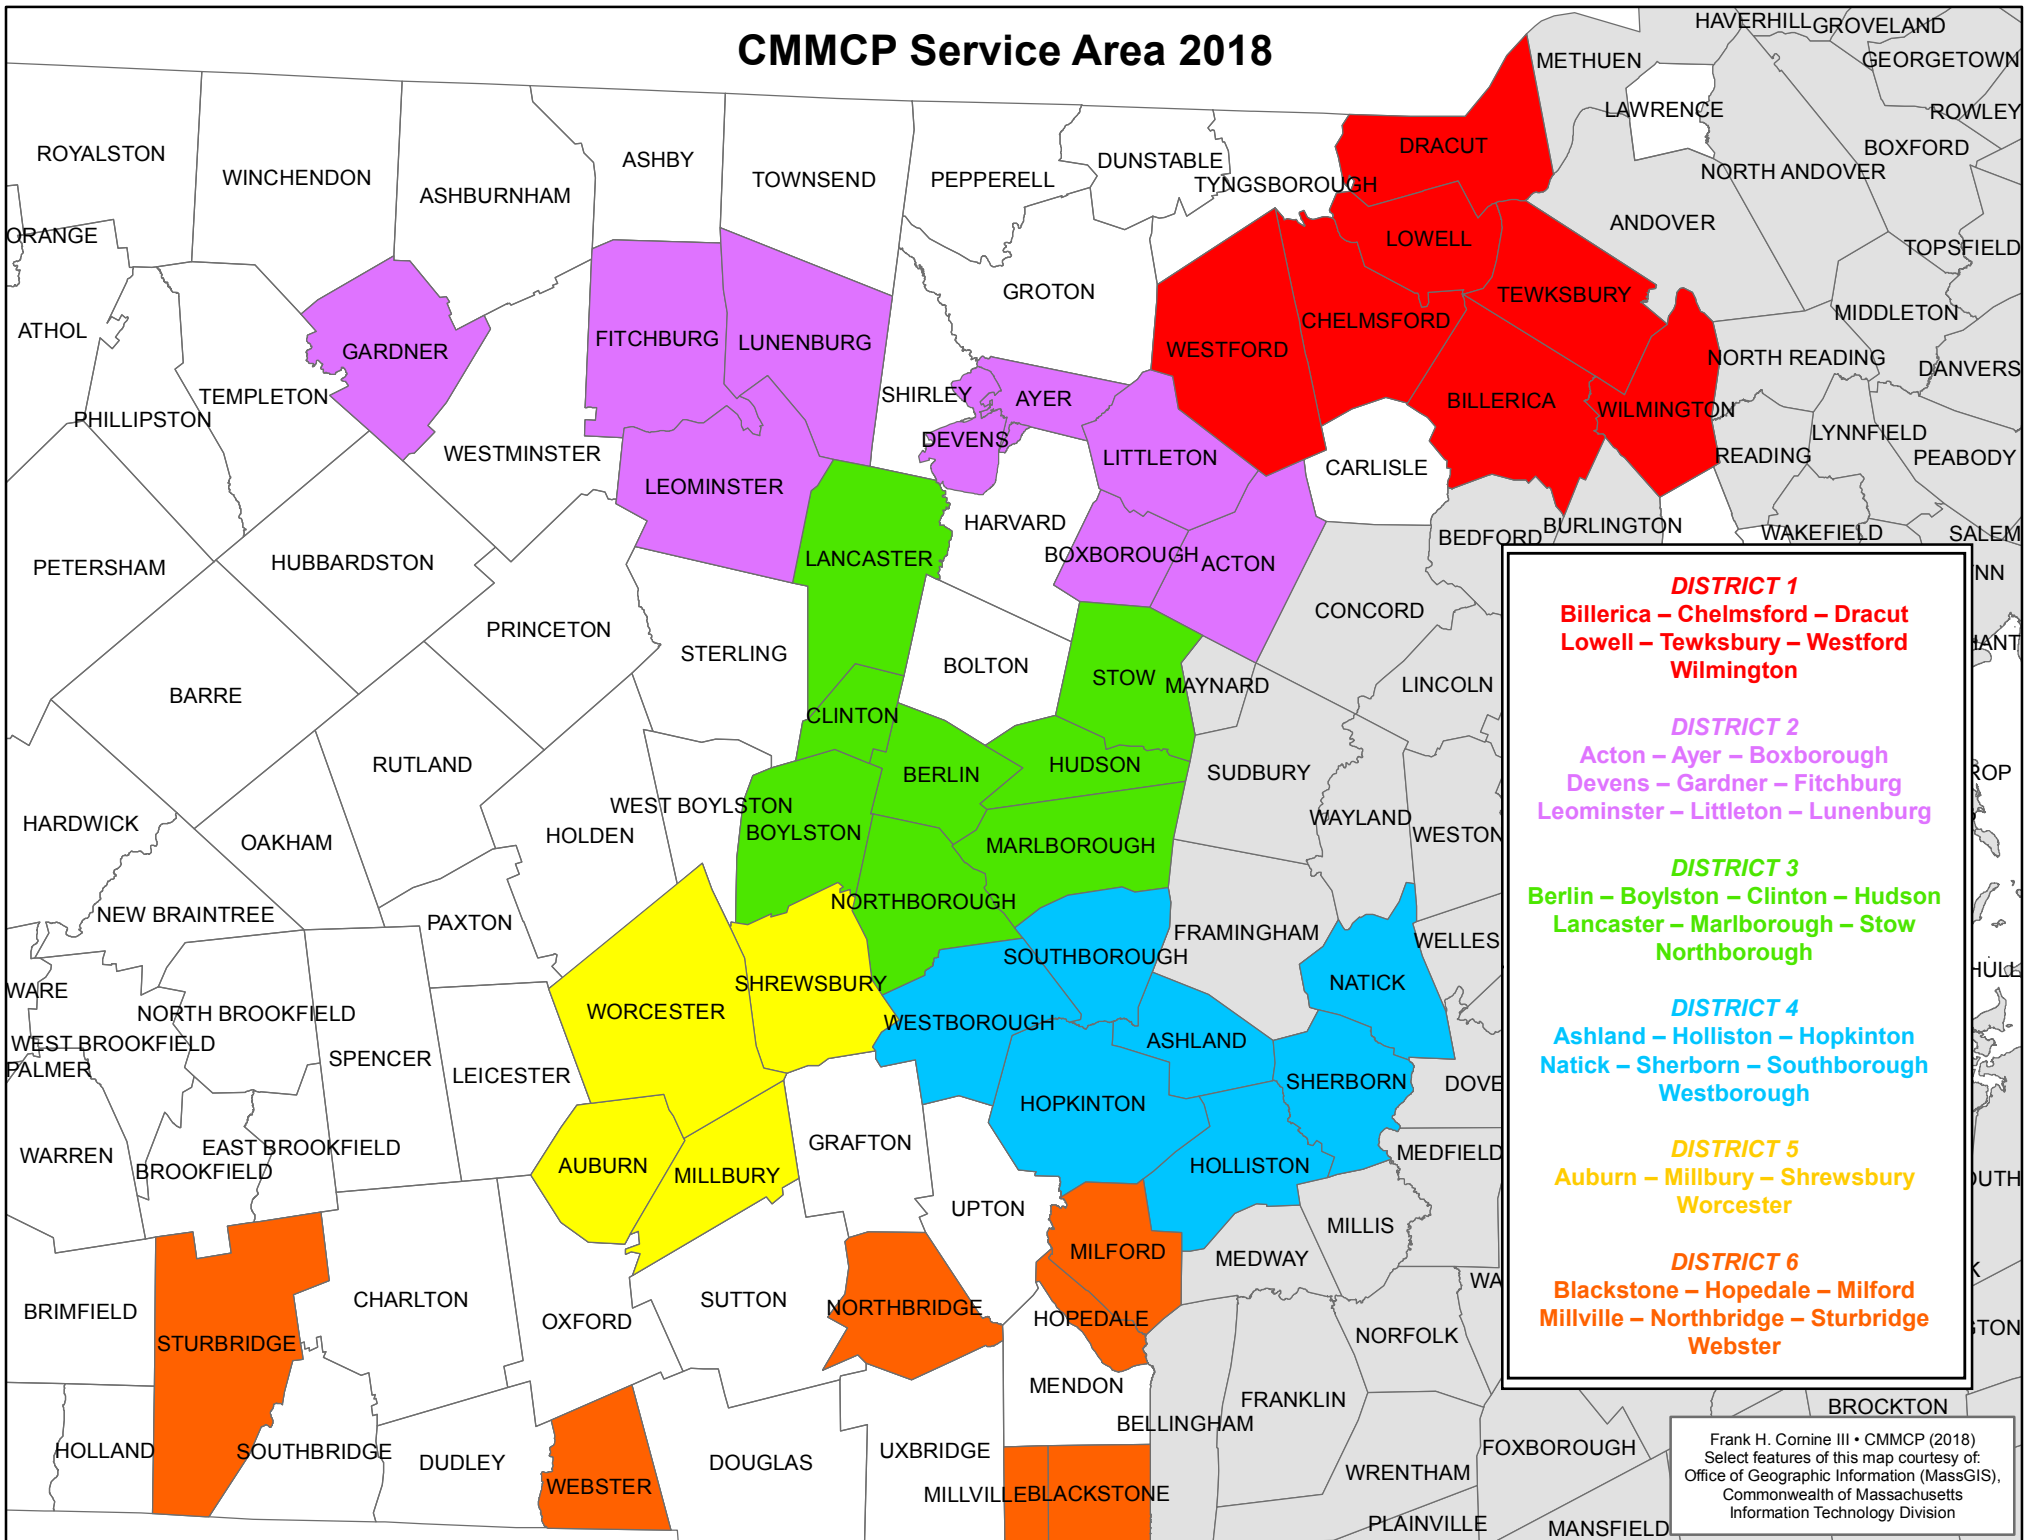 CMMCP Service Area 2018
HAVERHILL
GROVELAND
METHUEN
GEORGETOWN
LAWRENCE
ROWLEY
DRACUT
BOXFORD
ROYALSTON
ASHBY
DUNSTABLE
WINCHENDON
TOWNSEND
PEPPERELL
TYNGSBOROUGH
NORTH ANDOVER
ASHBURNHAM
ORANGE
LOWELL
ANDOVER
TOPSFIELD
GROTON
TEWKSBURY
MIDDLETON
ATHOL
GARDNER
FITCHBURG
LUNENBURG
WESTFORD
CHELMSFORD
NORTH READING
DANVERS
TEMPLETON
SHIRLEY
AYER
BILLERICA
WILMINGTON
PHILLIPSTON
DEVENS
LYNNFIELD
WESTMINSTER
LITTLETON
CARLISLE
READING
PEABODY
LEOMINSTER
HARVARD
BEDFORD
BURLINGTON
WAKEFIELD
SALEM
PETERSHAM
HUBBARDSTON
LANCASTER
BOXBOROUGH
ACTON
NN
CONCORD
PRINCETON
STERLING
BOLTON
STOW
MAYNARD
LINCOLN
HANT
BARRE
CLINTON
RUTLAND
BERLIN
HUDSON
SUDBURY
ROP
HARDWICK
OAKHAM
HOLDEN
WEST BOYLSTON
BOYLSTON
MARLBOROUGH
WAYLAND
WESTON
NEW BRAINTREE
PAXTON
NORTHBOROUGH
FRAMINGHAM
WELLES
SOUTHBOROUGH
HULL
WARE
SHREWSBURY
NATICK
NORTH BROOKFIELD
WORCESTER
WESTBOROUGH
WEST BROOKFIELD
SPENCER
ASHLAND
PALMER
LEICESTER
SHERBORN
DOVE
HOPKINTON
WARREN
EAST BROOKFIELD
BROOKFIELD
AUBURN
MILLBURY
GRAFTON
HOLLISTON
MEDFIELD
OUTH
UPTON
MILLIS
MILFORD
MEDWAY
WA
K
BRIMFIELD
CHARLTON
OXFORD
SUTTON
NORTHBRIDGE
HOPEDALE
STURBRIDGE
NORFOLK
GTON
MENDON
FRANKLIN
BELLINGHAM
BROCKTON
HOLLAND
SOUTHBRIDGE
DUDLEY
DOUGLAS
UXBRIDGE
FOXBOROUGH
WEBSTER
WRENTHAM
MILLVILLE
BLACKSTONE
PLAINVILLE
MANSFIELD
DISTRICT 1
Billerica – Chelmsford – Dracut
Lowell – Tewksbury – Westford
Wilmington
DISTRICT 2
Acton – Ayer – Boxborough
Devens – Gardner – Fitchburg
Leominster – Littleton – Lunenburg
DISTRICT 3
Berlin – Boylston – Clinton – Hudson
Lancaster – Marlborough – Stow
Northborough
DISTRICT 4
Ashland – Holliston – Hopkinton
Natick – Sherborn – Southborough
Westborough
DISTRICT 5
Auburn – Millbury – Shrewsbury
Worcester
DISTRICT 6
Blackstone – Hopedale – Milford
Millville – Northbridge – Sturbridge
Webster
Frank H. Cornine III • CMMCP (2018)
Select features of this map courtesy of:
Office of Geographic Information (MassGIS),
Commonwealth of Massachusetts
Information Technology Division